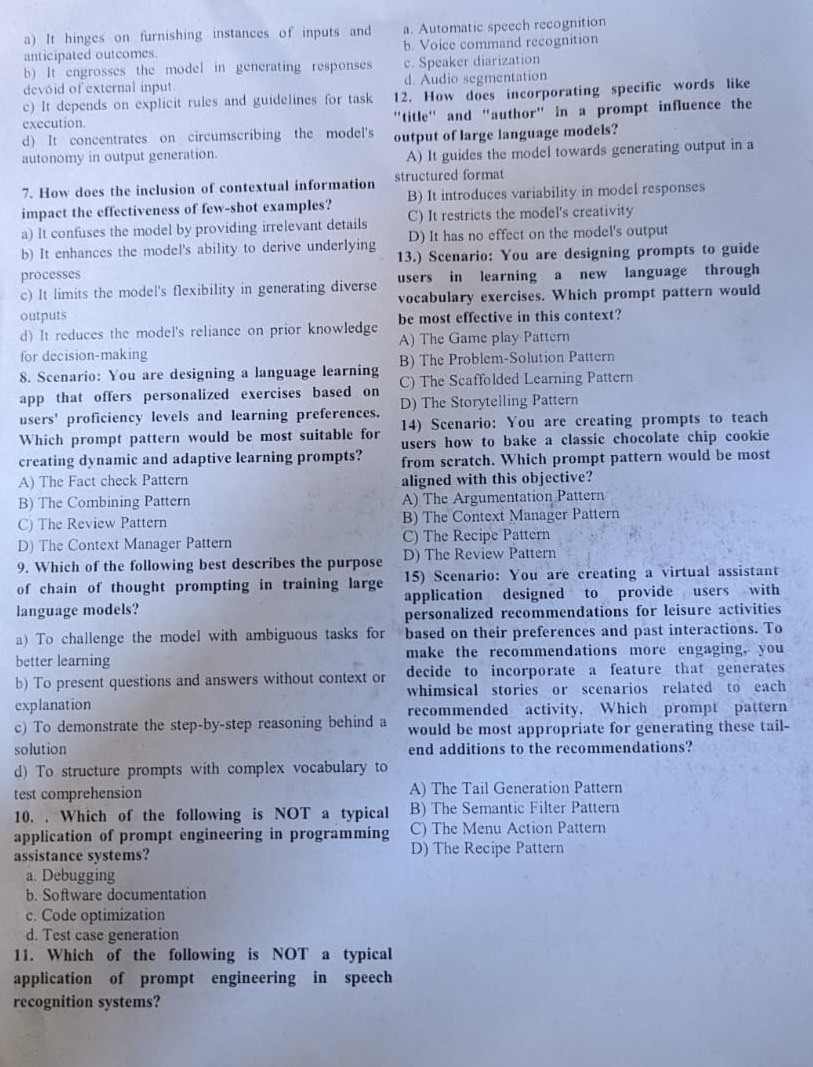 a) It hinges on furnishing instances of inputs and
anticipated outcomes.
b) It engrosses the model in generating responses
devoid of external input.
c) It depends on explicit rules and guidelines for task
execution.
d) It concentrates on circumscribing the model's
autonomy in output generation.
7. How does the inclusion of contextual information
impact the effectiveness of few-shot examples?
a) It confuses the model by providing irrelevant details
b) It enhances the model's ability to derive underlying
processes
c) It limits the model's flexibility in generating diverse
outputs
d) It reduces the model's reliance on prior knowledge
for decision-making
8. Scenario: You are designing a language learning
app that offers personalized exercises based on
users' proficiency levels and learning preferences.
Which prompt pattern would be most suitable for
creating dynamic and adaptive learning prompts?
A) The Fact check Pattern
B) The Combining Pattern
C) The Review Pattern
D) The Context Manager Pattern
9. Which of the following best describes the purpose
of chain of thought prompting in training large
language models?
a) To challenge the model with ambiguous tasks for
better learning
b) To present questions and answers without context or
explanation
c) To demonstrate the step-by-step reasoning behind a
solution
d) To structure prompts with complex vocabulary to
test comprehension
10. . Which of the following is NOT a typical
application of prompt engineering in programming
assistance systems?
a. Debugging
b. Software documentation
c. Code optimization
d. Test case generation
11. Which of the following is NOT a typical
application of prompt engineering in speech
recognition systems?
a. Automatic speech recognition
b. Voice command recognition
c. Speaker diarization
d. Audio segmentation
12. How does incorporating specific words like
"title" and "author" in a prompt influence the
output of large language models?
A) It guides the model towards generating output in a
structured format
B) It introduces variability in model responses
C) It restricts the model's creativity
D) It has no effect on the model's output
13.) Scenario: You are designing prompts to guide
users in learning a new language through
vocabulary exercises. Which prompt pattern would
be most effective in this context?
A) The Game play Pattern
B) The Problem-Solution Pattern
C) The Scaffolded Learning Pattern
D) The Storytelling Pattern
14) Scenario: You are creating prompts to teach
users how to bake a classic chocolate chip cookie
from scratch. Which prompt pattern would be most
aligned with this objective?
A) The Argumentation Pattern
B) The Context Manager Pattern
C) The Recipe Pattern
D) The Review Pattern
15) Scenario: You are creating a virtual assistant
application designed to provide users with
personalized recommendations for leisure activities
based on their preferences and past interactions. To
make the recommendations more engaging, you
decide to incorporate a feature that generates
whimsical stories or scenarios related to each
recommended activity. Which prompt pattern
would be most appropriate for generating these tail-
end additions to the recommendations?
A) The Tail Generation Pattern
B) The Semantic Filter Pattern
C) The Menu Action Pattern
D) The Recipe Pattern